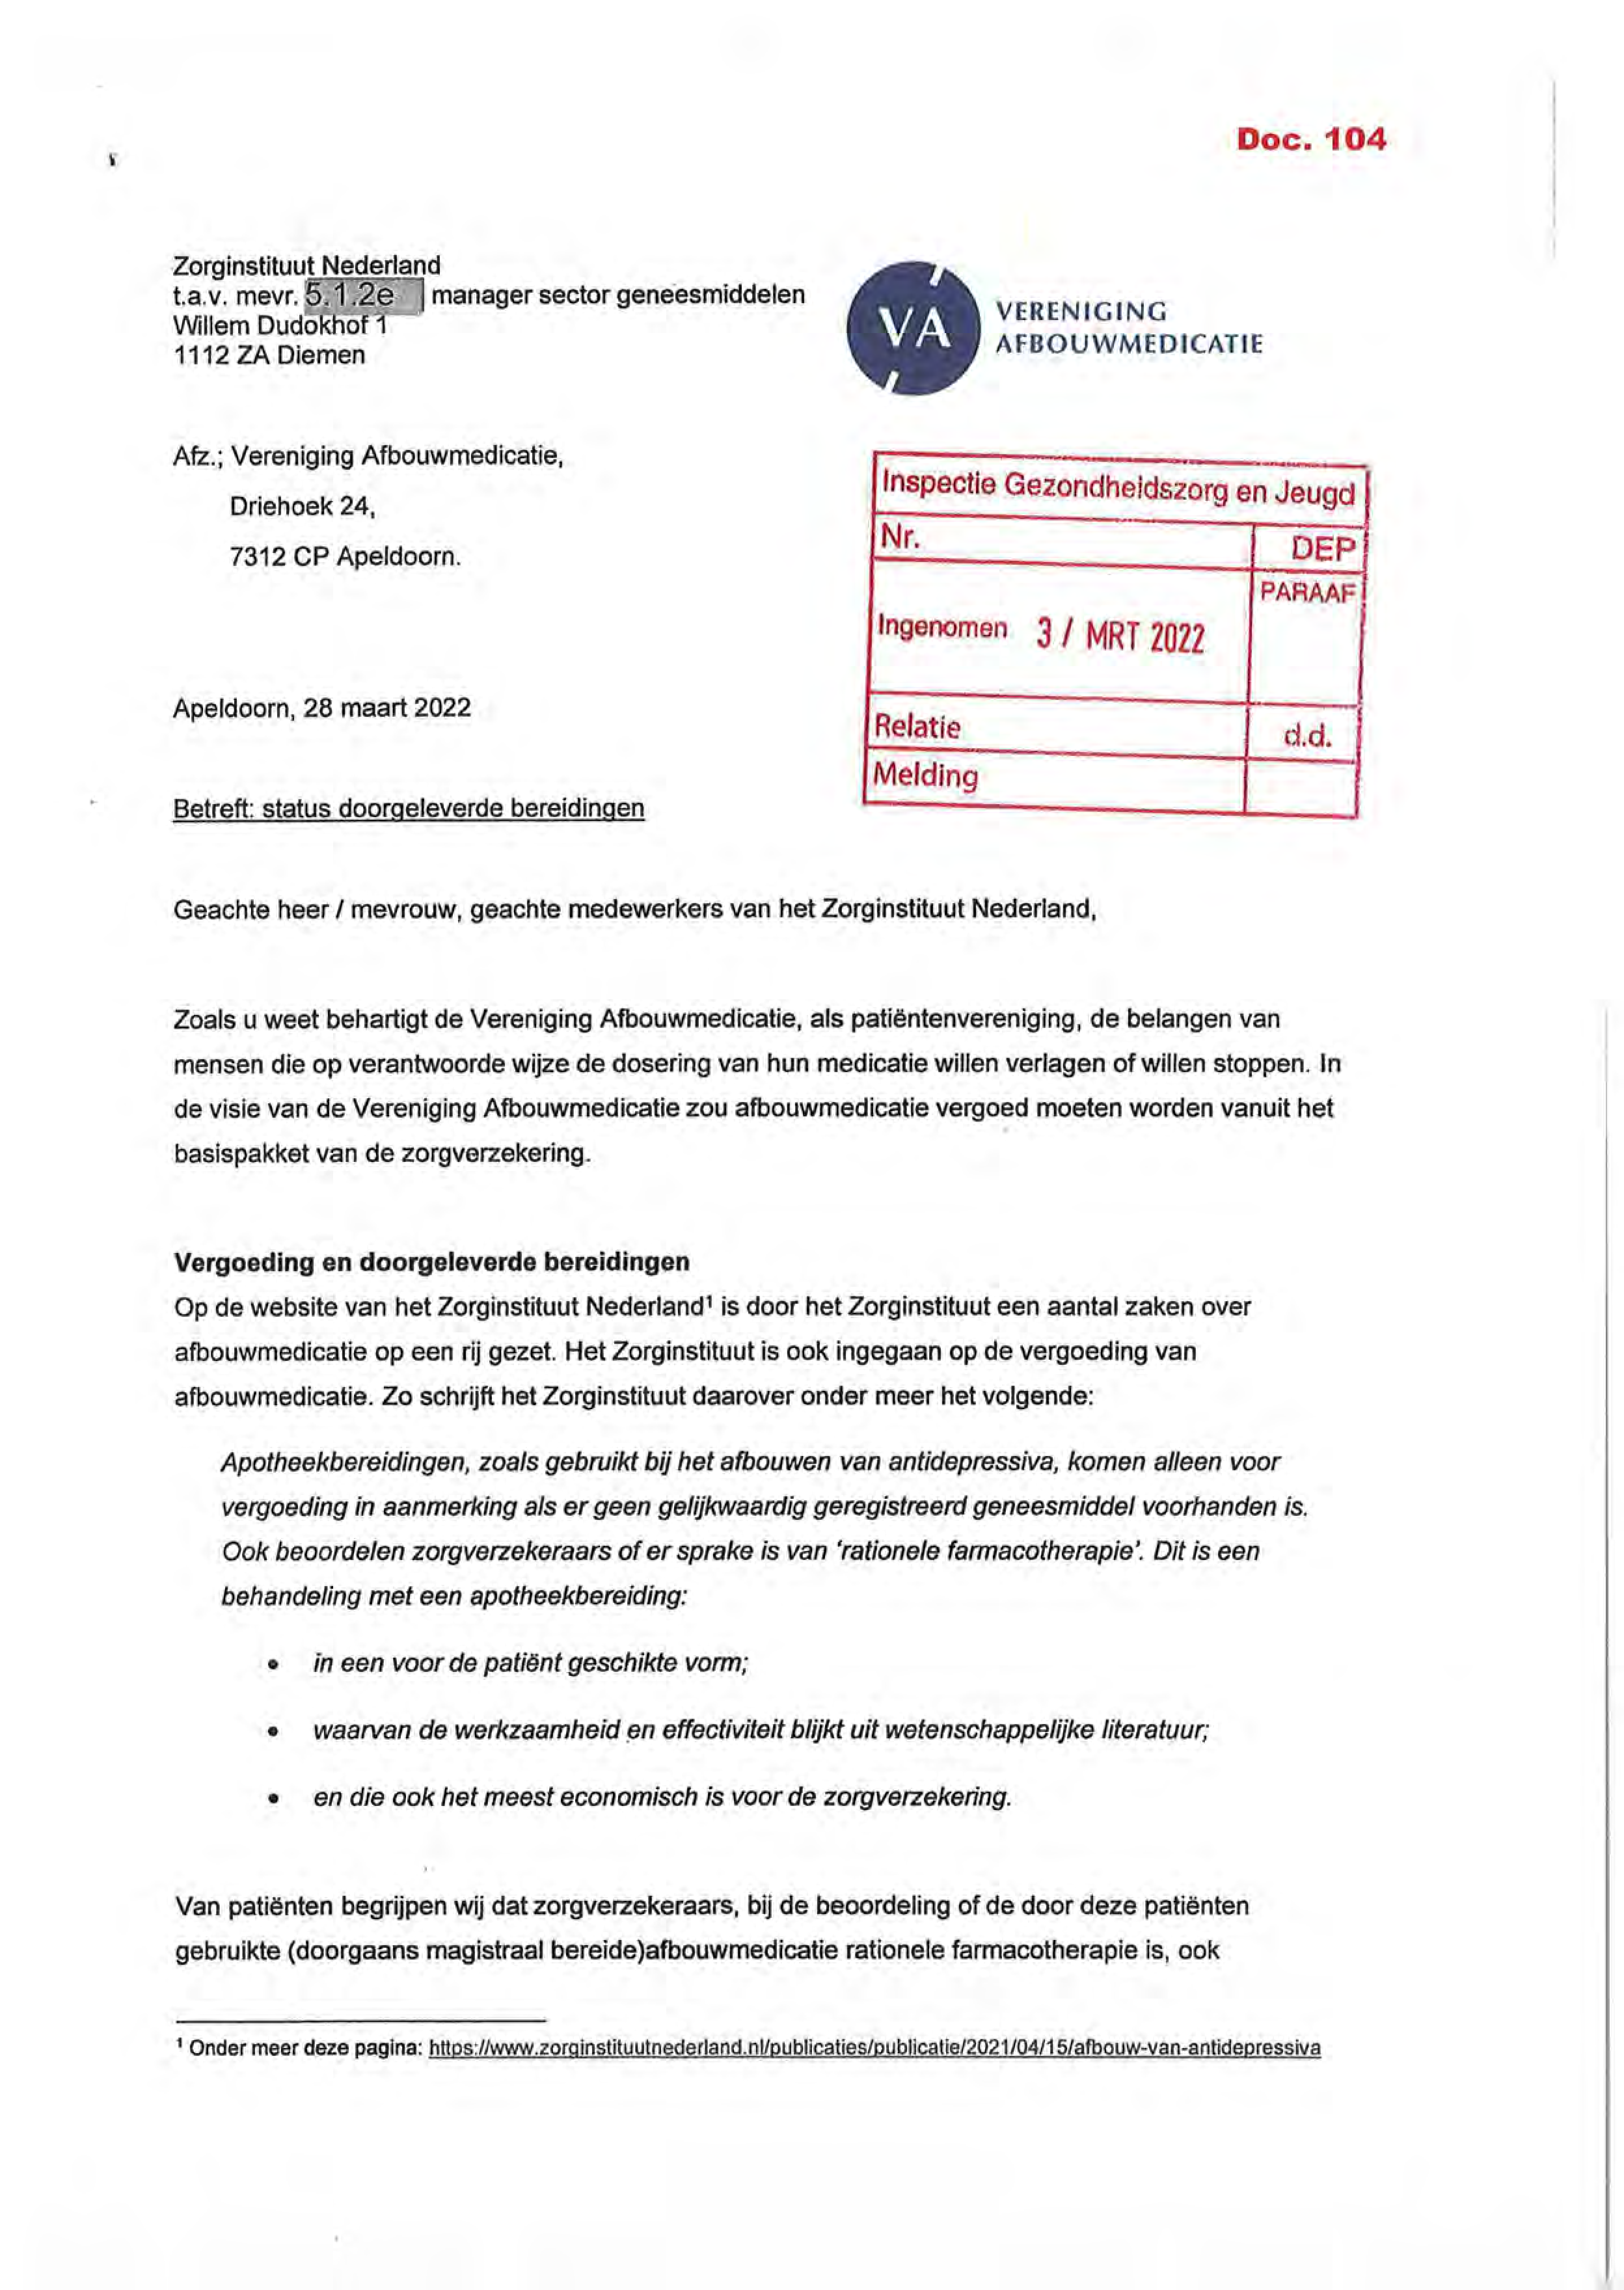 Doc. 104
Zorginstituut Nederland
t.a.v. mevr. 5.1.2e manager sector geneesmiddelen
Willem Dudokhof 1
1112 ZA Diemen
VA
VERENIGING
AFBOUWMEDICATIE
Afz.; Vereniging Afbouwmedicatie,
Driehoek 24,
7312 CP Apeldoorn.
Inspectie Gezondheidszorg en Jeugd
Nr. DEP
PARAAF
Ingenomen 3 / MRT 2022
Relatie d.d.
Melding
Apeldoorn, 28 maart 2022
Betreft: status doorgeleverde bereidingen
Geachte heer / mevrouw, geachte medewerkers van het Zorginstituut Nederland,
Zoals u weet behartigt de Vereniging Afbouwmedicatie, als patiëntenvereniging, de belangen van
mensen die op verantwoorde wijze de dosering van hun medicatie willen verlagen of willen stoppen. In
de visie van de Vereniging Afbouwmedicatie zou afbouwmedicatie vergoed moeten worden vanuit het
basispakket van de zorgverzekering.
Vergoeding en doorgeleverde bereidingen
Op de website van het Zorginstituut Nederland¹ is door het Zorginstituut een aantal zaken over
afbouwmedicatie op een rij gezet. Het Zorginstituut is ook ingegaan op de vergoeding van
afbouwmedicatie. Zo schrijft het Zorginstituut daarover onder meer het volgende:
Apotheekbereidingen, zoals gebruikt bij het afbouwen van antidepressiva, komen alleen voor
vergoeding in aanmerking als er geen gelijkwaardig geregistreerd geneesmiddel voorhanden is.
Ook beoordelen zorgverzekeraars of er sprake is van 'rationele farmacotherapie'. Dit is een
behandeling met een apotheekbereiding:
• in een voor de patiënt geschikte vorm;
• waarvan de werkzaamheid en effectiviteit blijkt uit wetenschappelijke literatuur;
• en die ook het meest economisch is voor de zorgverzekering.
Van patiënten begrijpen wij dat zorgverzekeraars, bij de beoordeling of de door deze patiënten
gebruikte (doorgaans magistraal bereide)afbouwmedicatie rationele farmacotherapie is, ook
¹ Onder meer deze pagina: https://www.zorginstituutnederland.nl/publicaties/publicatie/2021/04/15/afbouw-van-antidepressiva